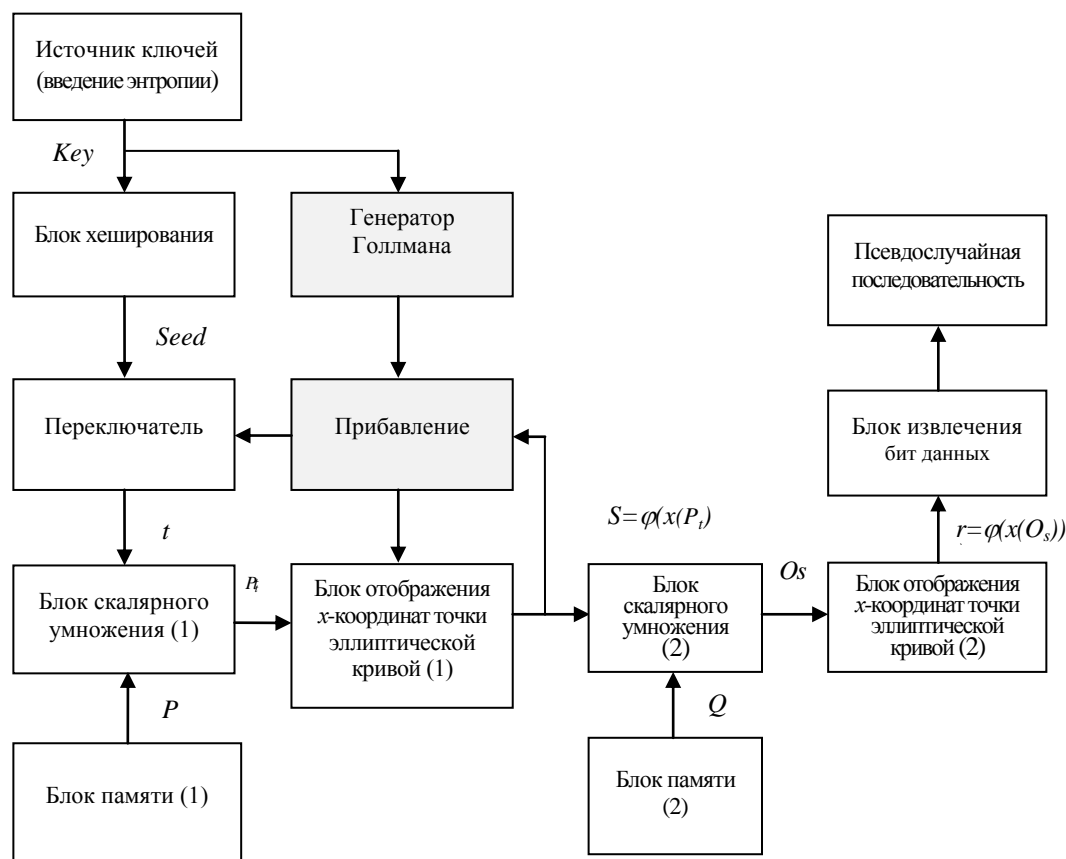 Источник ключей
(введение энтропии)
Key
Блок хеширования
Генератор
Голлмана
Псевдослучайная
последовательность
Seed
Переключатель
Прибавление
Блок извлечения
бит данных
t
S=φ(x(Pt)
r=φ(x(Os))
Блок скалярного
умножения (1)
Pt
Блок отображения
x-координат точки
эллиптической
кривой (1)
Блок
скалярного
умножения
(2)
Os
Блок отображения
x-координат точки
эллиптической
кривой (2)
P
Q
Блок памяти (1)
Блок памяти
(2)